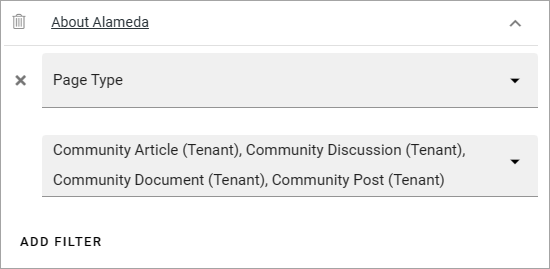 About Alameda
Page Type
Community Article (Tenant), Community Discussion (Tenant),
Community Document (Tenant), Community Post (Tenant)
ADD FILTER